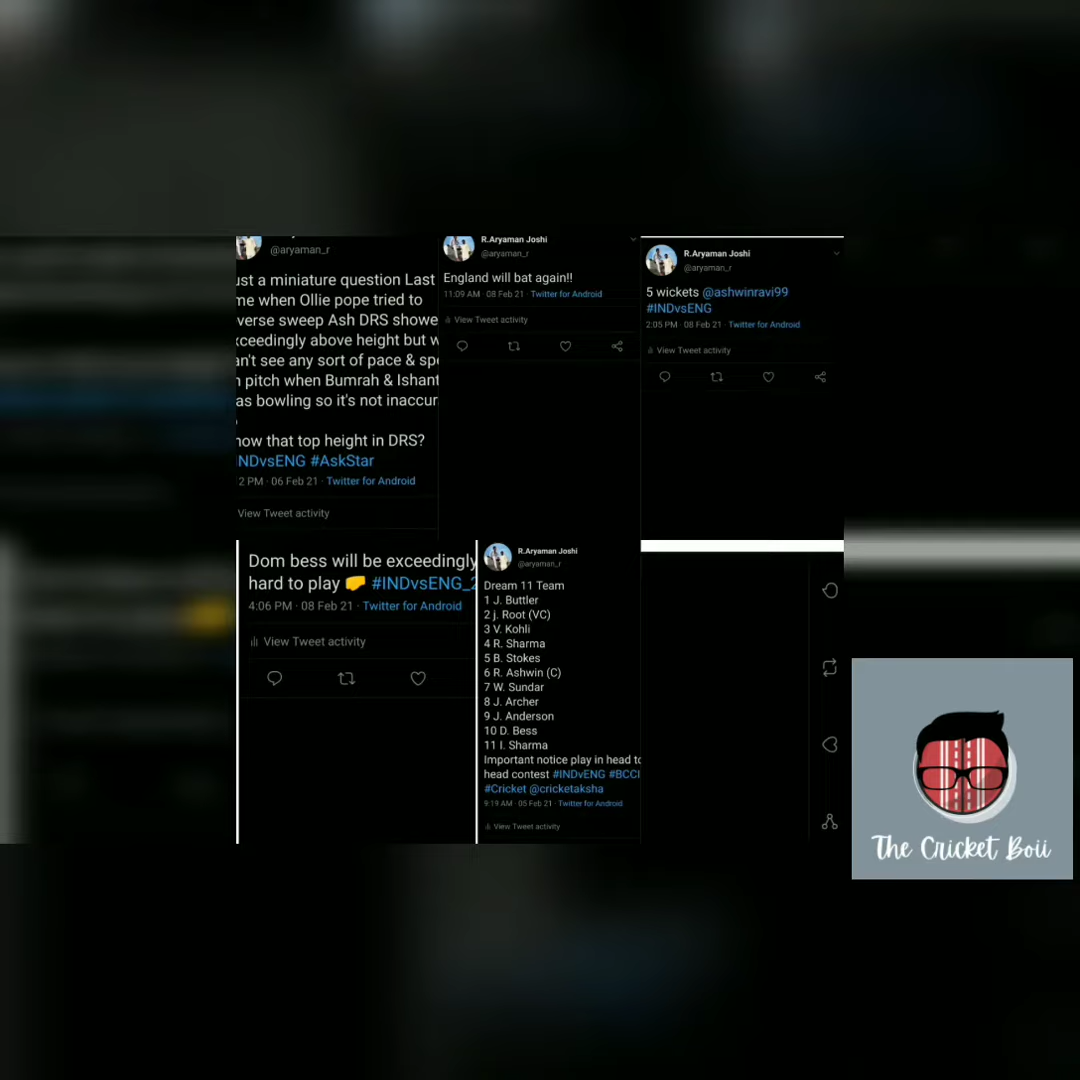 @aryaman_r
ust a miniature question Last
me when Ollie pope tried to
verse sweep Ash DRS showe
xceedingly above height but w
an't see any sort of pace & spe
n pitch when Bumrah & Ishant
as bowling so it's not inaccur
now that top height in DRS?
INDvsENG #AskStar
2 PM · 06 Feb 21 · Twitter for Android
View Tweet activity
R.Aryaman Joshi
@aryaman_r
England will bat again!!
11:09 AM · 08 Feb 21 · Twitter for Android
View Tweet activity
R.Aryaman Joshi
@aryaman_r
5 wickets @ashwinravi99
#INDvsENG
2:05 PM · 08 Feb 21 · Twitter for Android
View Tweet activity
Dom bess will be exceedingly
hard to play 🤛 #INDvsENG_2
4:06 PM · 08 Feb 21 · Twitter for Android
View Tweet activity
R.Aryaman Joshi
@aryaman_r
Dream 11 Team
1 J. Buttler
2 j. Root (VC)
3 V. Kohli
4 R. Sharma
5 B. Stokes
6 R. Ashwin (C)
7 W. Sundar
8 J. Archer
9 J. Anderson
10 D. Bess
11 I. Sharma
Important notice play in head to
head contest #INDvENG #BCCI
#Cricket @cricketaksha
9:19 AM · 05 Feb 21 · Twitter for Android
View Tweet activity
The Cricket Boii